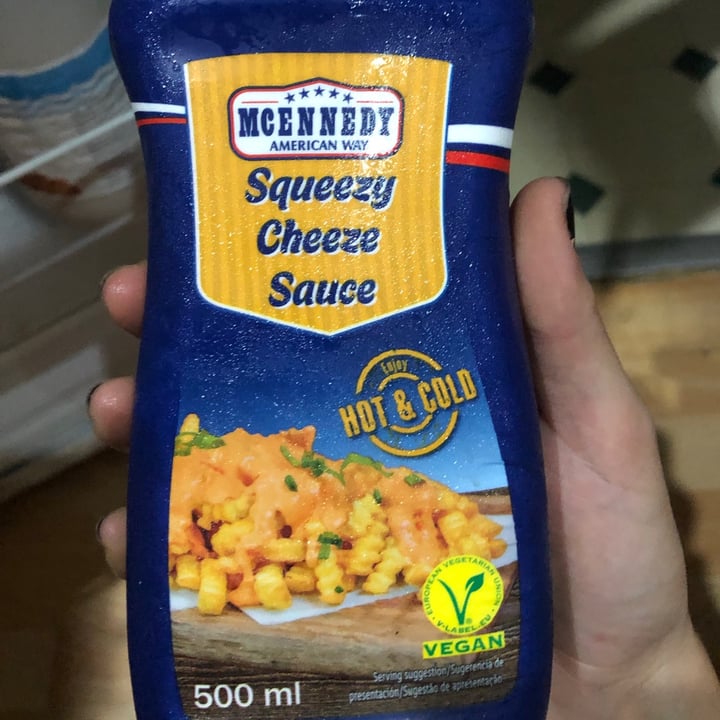 MCENNEDY
AMERICAN WAY
Squeezy
Cheeze
Sauce
Enjoy
HOT & COLD
EUROPEAN VEGETARIAN UNION
V-LABEL.EU
VEGAN
Serving suggestion/Sugerencia de
presentación/Sugestão de apresentação
500 ml